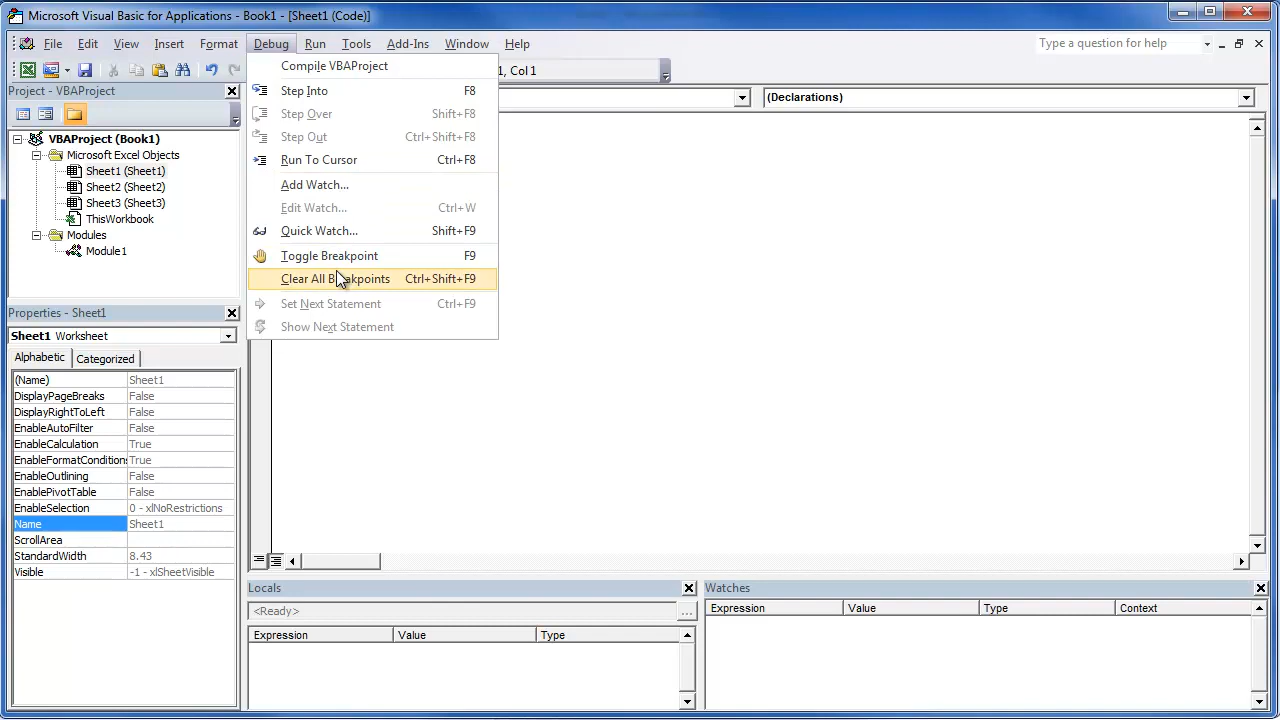 Microsoft Visual Basic for Applications - Book1 - [Sheet1 (Code)]
File Edit View Insert Format Debug Run Tools Add-Ins Window Help Type a question for help
1, Col 1
Project - VBAProject
(Declarations)
VBAProject (Book1)
Microsoft Excel Objects
Sheet1 (Sheet1)
Sheet2 (Sheet2)
Sheet3 (Sheet3)
ThisWorkbook
Modules
Module1
Compile VBAProject
Step Into F8
Step Over Shift+F8
Step Out Ctrl+Shift+F8
Run To Cursor Ctrl+F8
Add Watch...
Edit Watch... Ctrl+W
Quick Watch... Shift+F9
Toggle Breakpoint F9
Clear All Breakpoints Ctrl+Shift+F9
Set Next Statement Ctrl+F9
Show Next Statement
Properties - Sheet1
Sheet1 Worksheet
Alphabetic Categorized
(Name) Sheet1
DisplayPageBreaks False
DisplayRightToLeft False
EnableAutoFilter False
EnableCalculation True
EnableFormatConditions True
EnableOutlining False
EnablePivotTable False
EnableSelection 0 - xlNoRestrictions
Name Sheet1
ScrollArea
StandardWidth 8.43
Visible -1 - xlSheetVisible
Locals
<Ready>
...
Expression Value Type
Watches
Expression Value Type Context